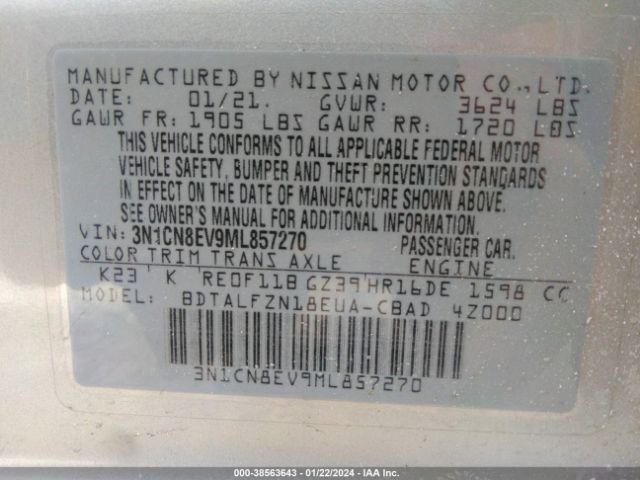 MANUFACTURED BY NISSAN MOTOR CO.,LTD.
DATE: 01/21. GVWR: 3624 LBS
GAWR FR: 1905 LBS GAWR RR: 1720 LBS
THIS VEHICLE CONFORMS TO ALL APPLICABLE FEDERAL MOTOR
VEHICLE SAFETY, BUMPER AND THEFT PREVENTION STANDARDS
IN EFFECT ON THE DATE OF MANUFACTURE SHOWN ABOVE.
SEE OWNER'S MANUAL FOR ADDITIONAL INFORMATION.
VIN: 3N1CN8EV9ML857270 PASSENGER CAR.
COLOR TRIM TRANS AXLE ENGINE
K23 ' K RE0F11B GZ39 ' HR16DE 1598 CC
MODEL: BDTALFZN18EUA-CBAD 4Z000
3N1CN8EV9ML857270
000-38563643 - 01/22/2024 - IAA Inc.